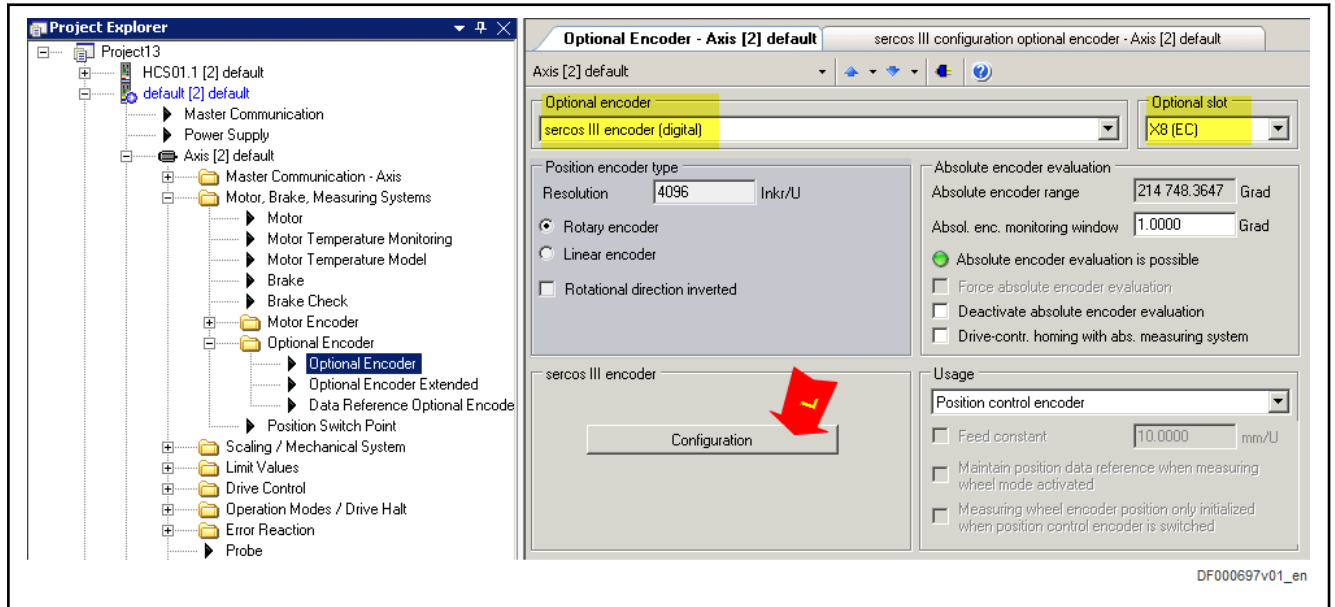 Project Explorer
Project13
HCS01.1 [2] default
default [2] default
Master Communication
Power Supply
Axis [2] default
Master Communication - Axis
Motor, Brake, Measuring Systems
Motor
Motor Temperature Monitoring
Motor Temperature Model
Brake
Brake Check
Motor Encoder
Optional Encoder
Optional Encoder
Optional Encoder Extended
Data Reference Optional Encode
Position Switch Point
Scaling / Mechanical System
Limit Values
Drive Control
Operation Modes / Drive Halt
Error Reaction
Probe
Optional Encoder - Axis [2] default
sercos III configuration optional encoder - Axis [2] default
Axis [2] default
Optional encoder
sercos III encoder (digital)
Optional slot
X8 (EC)
Position encoder type
Resolution 4096 Inkr/U
Rotary encoder
Linear encoder
Rotational direction inverted
Absolute encoder evaluation
Absolute encoder range 214 748.3647 Grad
Absol. enc. monitoring window 1.0000 Grad
Absolute encoder evaluation is possible
Force absolute encoder evaluation
Deactivate absolute encoder evaluation
Drive-contr. homing with abs. measuring system
sercos III encoder
Configuration
Usage
Position control encoder
Feed constant 10.0000 mm/U
Maintain position data reference when measuring
wheel mode activated
Measuring wheel encoder position only initialized
when position control encoder is switched
DF000697v01_en